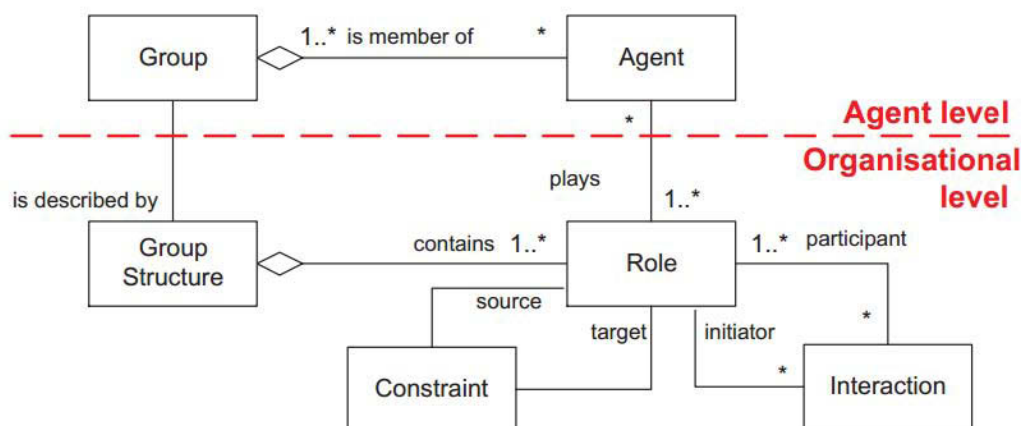 Group
1..* is member of *
Agent
*
Agent level
Organisational
level
plays
is described by
1..*
Group
Structure
contains 1..*
Role
1..* participant
source
target
initiator
*
*
Constraint
Interaction